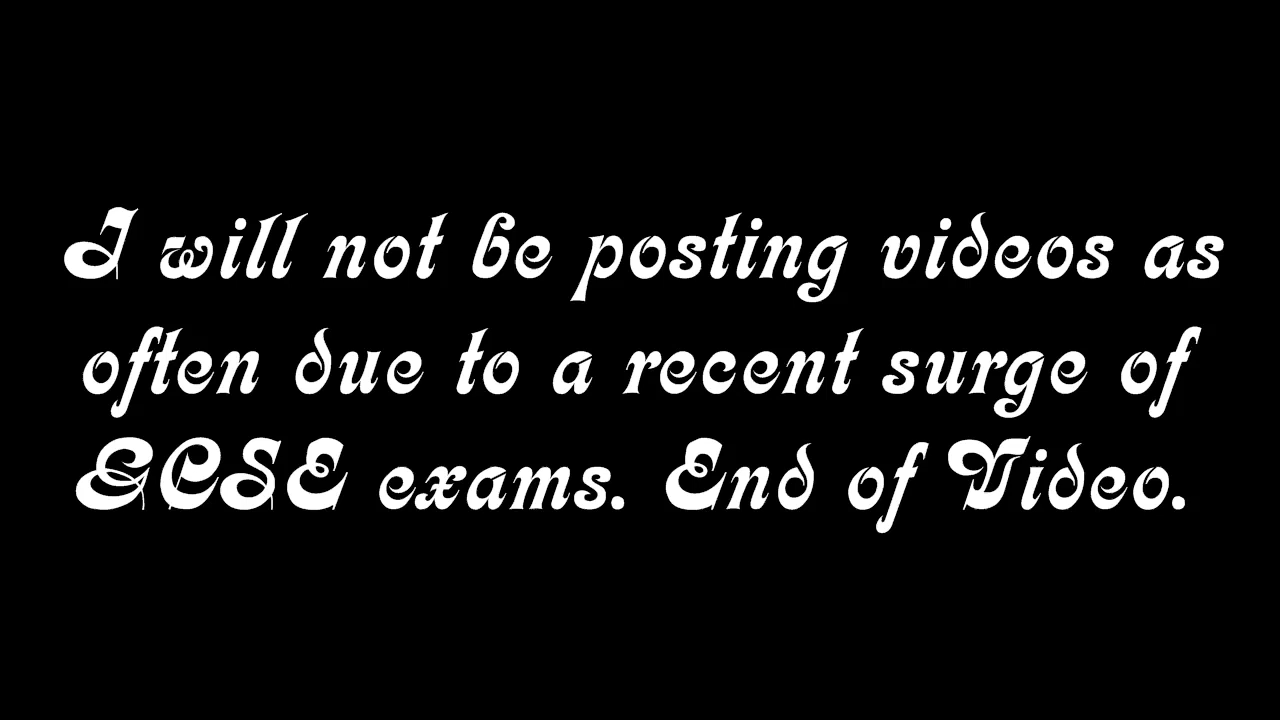 I will not be posting videos as
often due to a recent surge of
GCSE exams. End of Video.